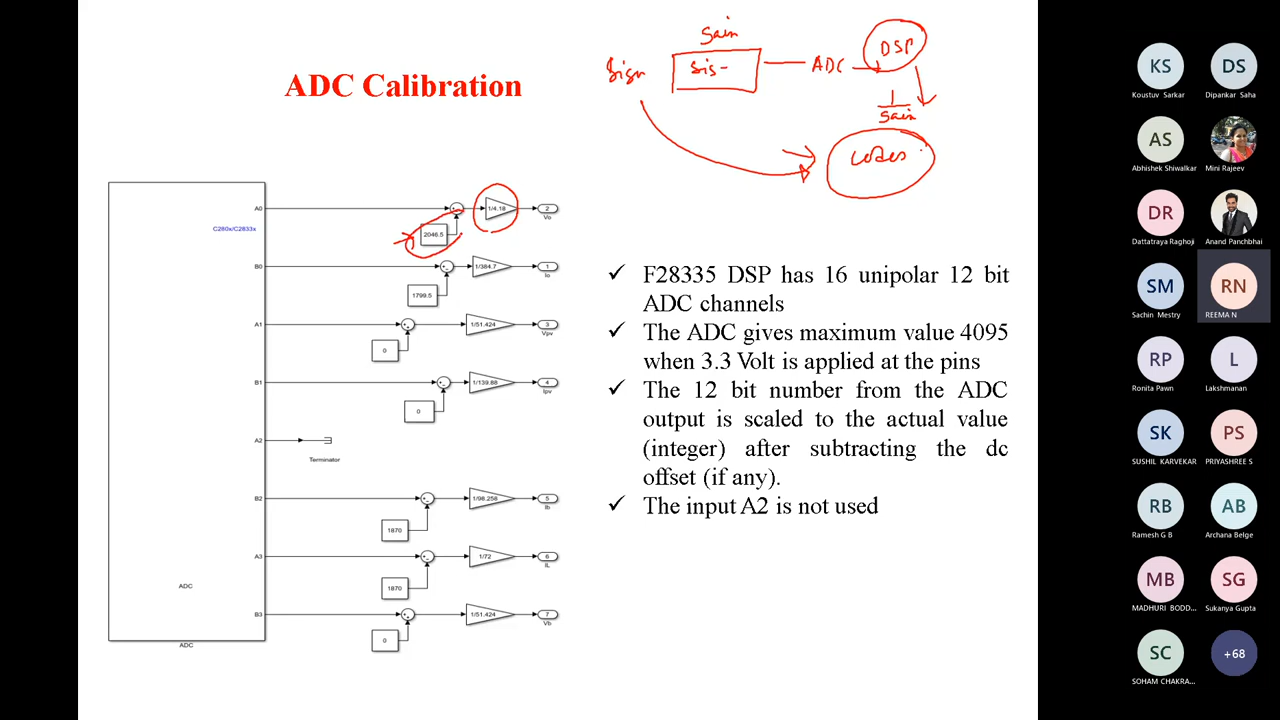 ADC Calibration
Gain
Sign
Sis-
ADC
DSP
1
Gain
Codes
A0
C280x/C2833x
2046.5
1/4.18
2
Vo
B0
1799.5
1/384.7
1
Io
A1
0
1/51.424
3
Vpv
B1
0
1/139.88
4
Ipv
A2
Terminator
B2
1870
1/98.258
5
Ib
A3
1870
1/72
6
IL
B3
0
1/51.424
7
Vb
ADC
ADC
✓ F28335 DSP has 16 unipolar 12 bit
ADC channels
✓ The ADC gives maximum value 4095
when 3.3 Volt is applied at the pins
✓ The 12 bit number from the ADC
output is scaled to the actual value
(integer) after subtracting the dc
offset (if any).
✓ The input A2 is not used
KS
Koustuv Sarkar
DS
Dipankar Saha
AS
Abhishek Shiwalkar
Mini Rajeev
DR
Dattatraya Raghoji
Anand Panchbhai
SM
Sachin Mestry
RN
REEMA N
RP
Ronita Pawn
L
Lakshmanan
SK
SUSHIL KARVEKAR
PS
PRIYASHREE S
RB
Ramesh G B
AB
Archana Belge
MB
MADHURI BODD...
SG
Sukanya Gupta
SC
SOHAM CHAKRA...
+68